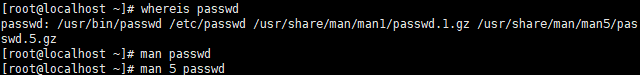 [root@localhost ~]# whereis passwd
passwd: /usr/bin/passwd /etc/passwd /usr/share/man/man1/passwd.1.gz /usr/share/man/man5/pas
swd.5.gz
[root@localhost ~]# man passwd
[root@localhost ~]# man 5 passwd